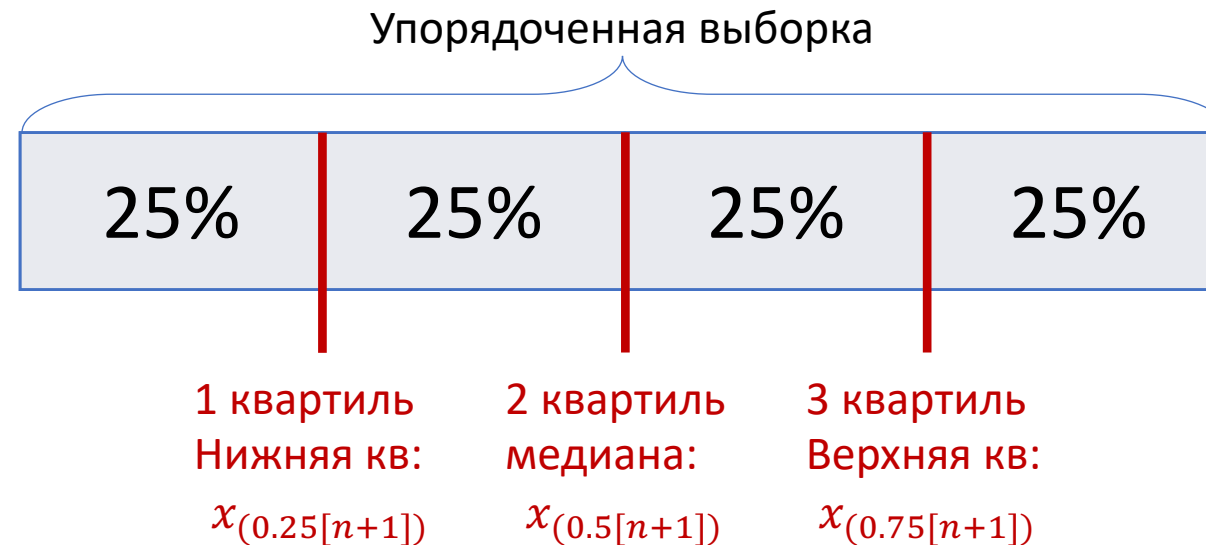 Упорядоченная выборка
25% 25% 25% 25%
1 квартиль 2 квартиль 3 квартиль
Нижняя кв: медиана: Верхняя кв:
x(0.25[n+1]) x(0.5[n+1]) x(0.75[n+1])